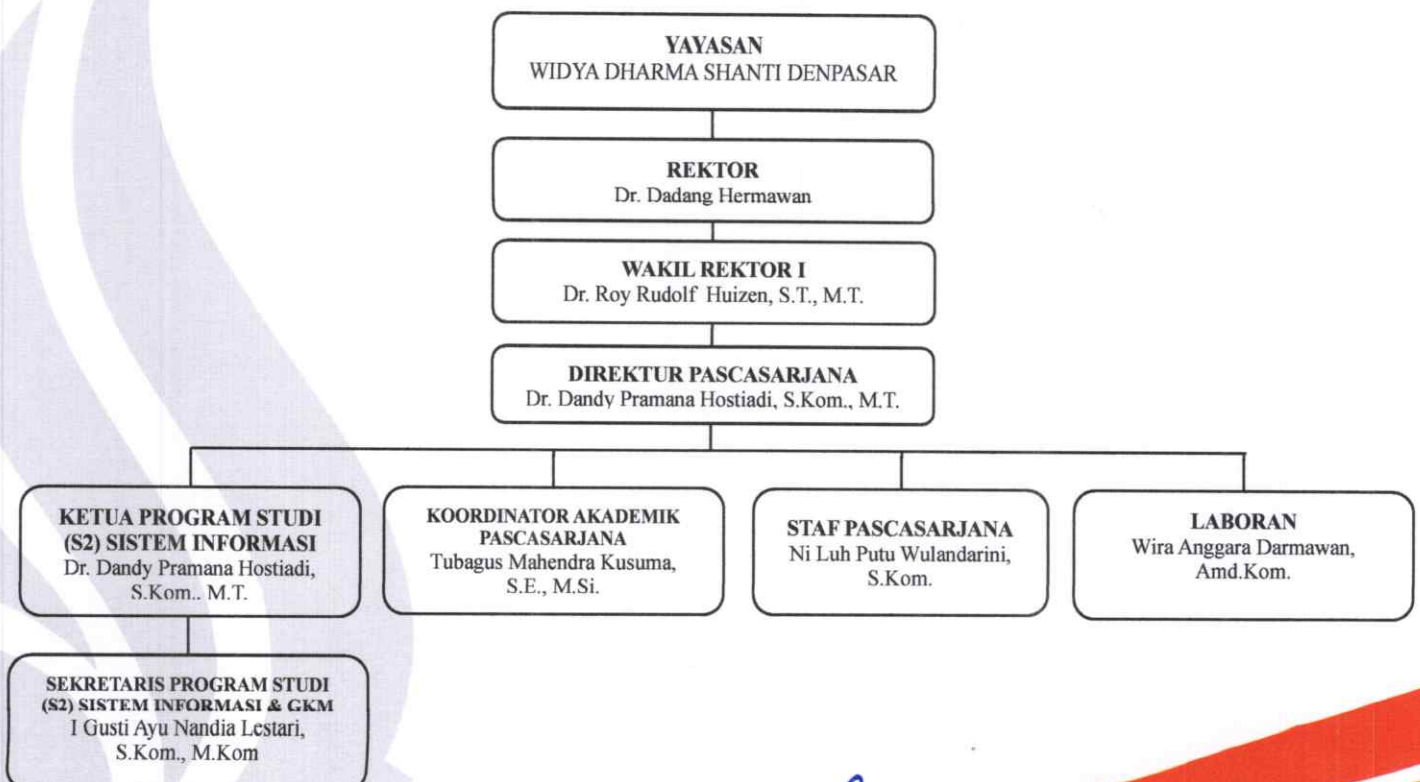 YAYASAN
WIDYA DHARMA SHANTI DENPASAR
REKTOR
Dr. Dadang Hermawan
WAKIL REKTOR I
Dr. Roy Rudolf Huizen, S.T., M.T.
DIREKTUR PASCASARJANA
Dr. Dandy Pramana Hostiadi, S.Kom., M.T.
KETUA PROGRAM STUDI
(S2) SISTEM INFORMASI
Dr. Dandy Pramana Hostiadi,
S.Kom.. M.T.
KOORDINATOR AKADEMIK
PASCASARJANA
Tubagus Mahendra Kusuma,
S.E., M.Si.
STAF PASCASARJANA
Ni Luh Putu Wulandarini,
S.Kom.
LABORAN
Wira Anggara Darmawan,
Amd.Kom.
SEKRETARIS PROGRAM STUDI
(S2) SISTEM INFORMASI & GKM
I Gusti Ayu Nandia Lestari,
S.Kom., M.Kom